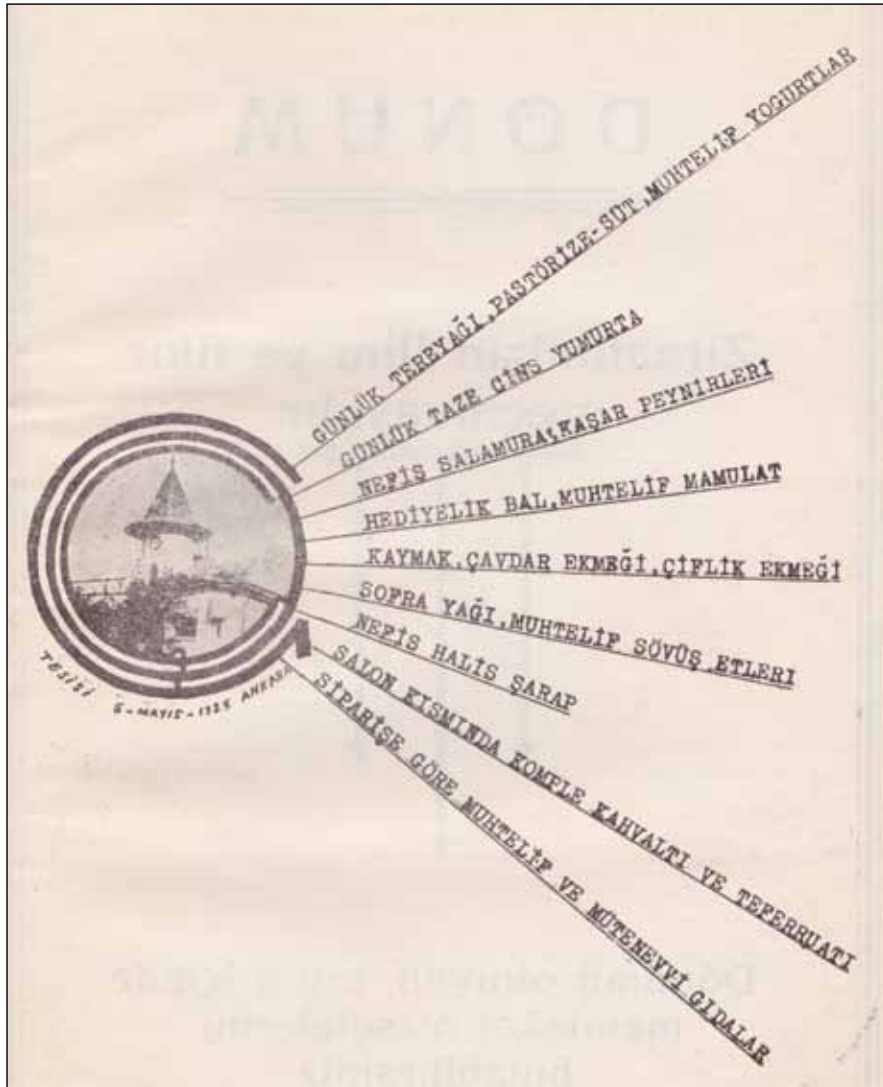 GÜNLÜK TEREYAĞI,PASTÖRİZE-SÜT,MUHTELİF YOGURTLAR
GÜNLÜK TAZE CİNS YUMURTA
NEFİS SALAMURA,KAŞAR PEYNİRLERİ
HEDİYELİK BAL,MUHTELİF MAMULAT
KAYMAK,ÇAVDAR EKMEĞİ,ÇİFLİK EKMEĞİ
SOFRA YAĞI,MUHTELİF SÖVÜŞ ETLERİ
NEFİS HALİS ŞARAP
SALON KISMINDA KOMPLE KAHVALTI VE TEFERRUATI
SİPARİŞE GÖRE MUHTELİF VE MÜTENEVVİ GIDALAR
TESİSİ 5-MAYIS-1925 ANKARA